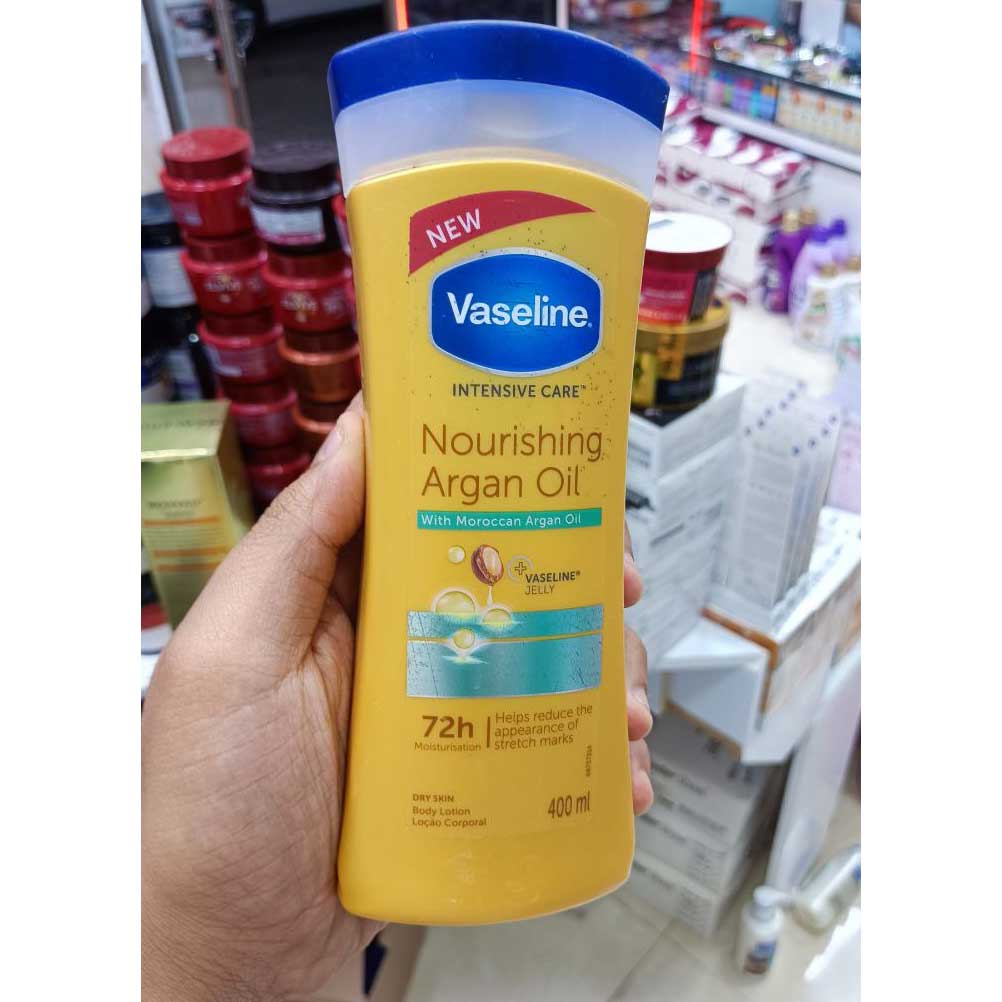 NEW
Vaseline®
INTENSIVE CARE™
Nourishing
Argan Oil
With Moroccan Argan Oil
+ VASELINE®
JELLY
72h
Moisturisation
Helps reduce the
appearance of
stretch marks
DRY SKIN
Body Lotion
Loção Corporal
400 ml